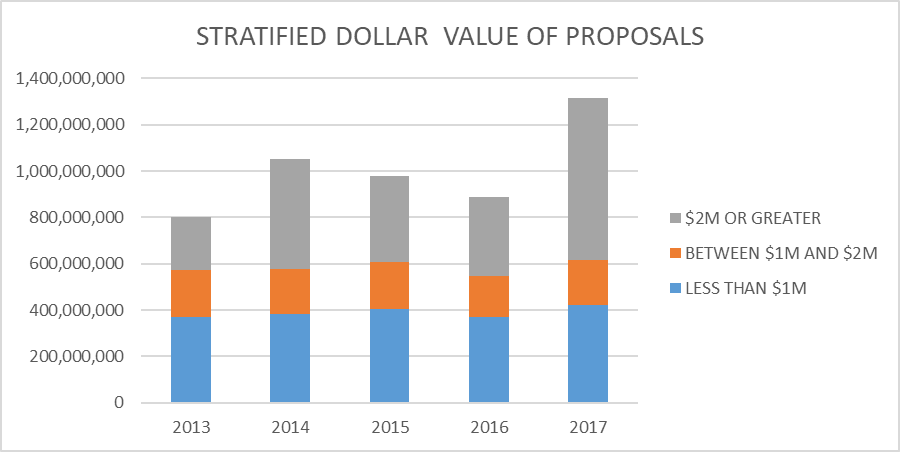 STRATIFIED DOLLAR  VALUE OF PROPOSALS
1,400,000,000
1,200,000,000
1,000,000,000
800,000,000
600,000,000
400,000,000
200,000,000
0
2013 2014 2015 2016 2017
$2M OR GREATER
BETWEEN $1M AND $2M
LESS THAN $1M